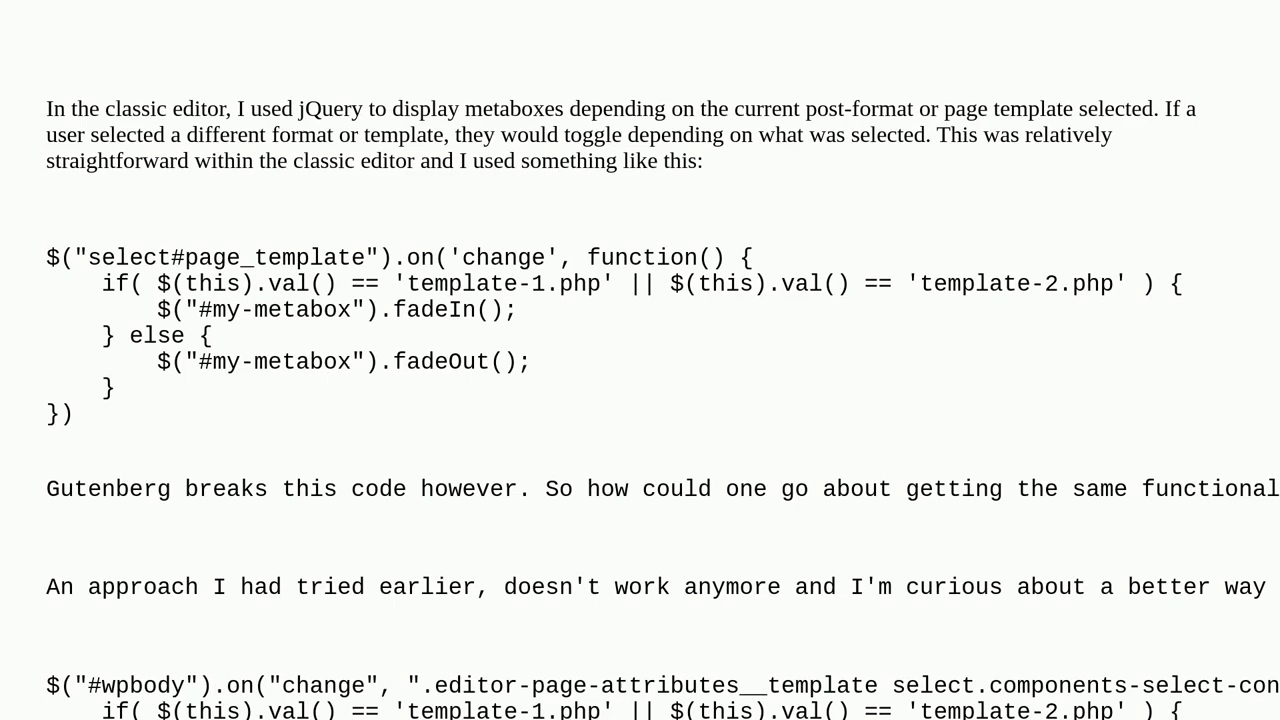 In the classic editor, I used jQuery to display metaboxes depending on the current post-format or page template selected. If a
user selected a different format or template, they would toggle depending on what was selected. This was relatively
straightforward within the classic editor and I used something like this:
$("select#page_template").on('change', function() {
    if( $(this).val() == 'template-1.php' || $(this).val() == 'template-2.php' ) {
        $("#my-metabox").fadeIn();
    } else {
        $("#my-metabox").fadeOut();
    }
})
Gutenberg breaks this code however. So how could one go about getting the same functional
An approach I had tried earlier, doesn't work anymore and I'm curious about a better way
$("#wpbody").on("change", ".editor-page-attributes__template select.components-select-con
    if( $(this).val() == 'template-1.php' || $(this).val() == 'template-2.php' ) {